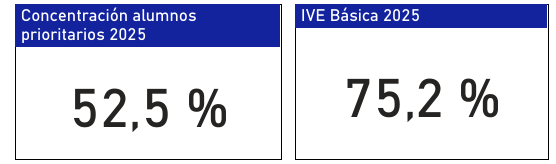 Concentración alumnos
prioritarios 2025
52,5 %
IVE Básica 2025
75,2 %